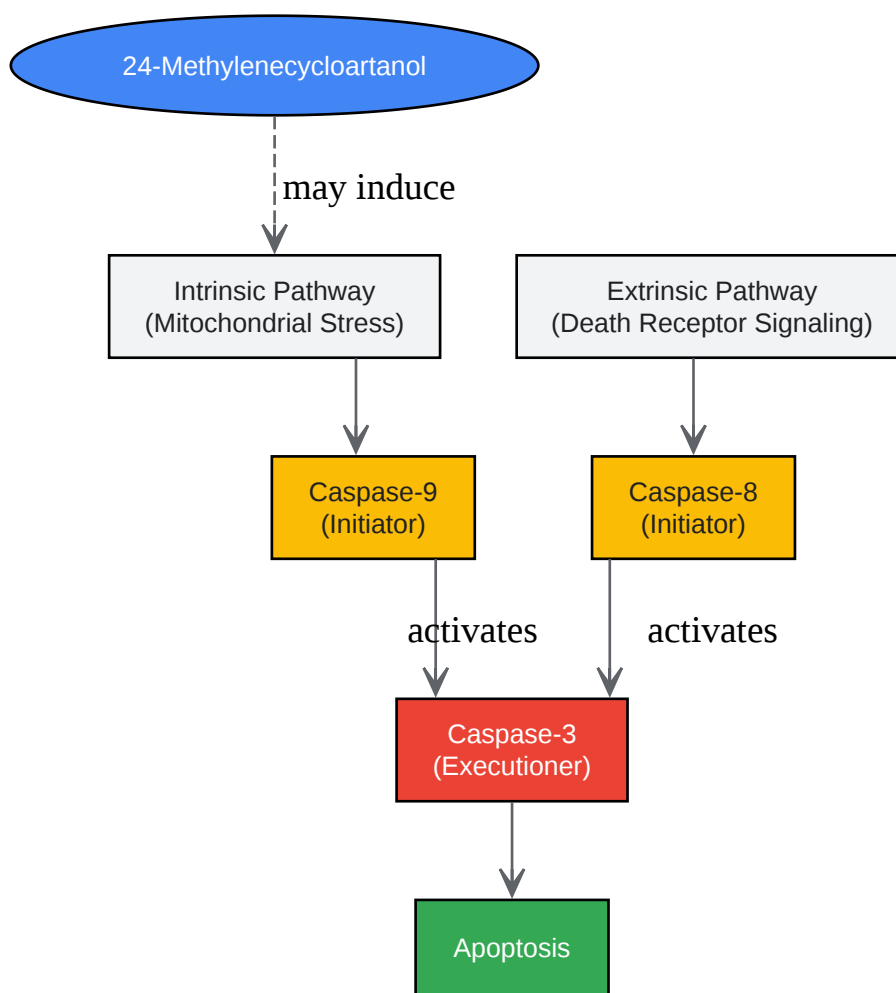 24-Methylenecycloartanol
may induce
Intrinsic Pathway
(Mitochondrial Stress)
Extrinsic Pathway
(Death Receptor Signaling)
Caspase-9
(Initiator)
Caspase-8
(Initiator)
activates
activates
Caspase-3
(Executioner)
Apoptosis